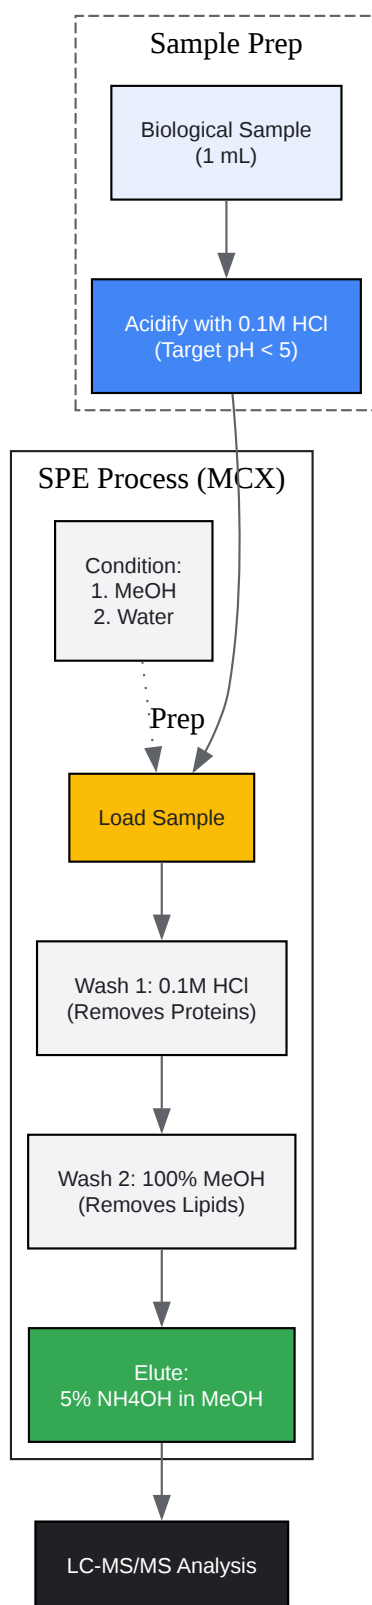 Sample Prep
Biological Sample
(1 mL)
Acidify with 0.1M HCl
(Target pH < 5)
SPE Process (MCX)
Condition:
1. MeOH
2. Water
Prep
Load Sample
Wash 1: 0.1M HCl
(Removes Proteins)
Wash 2: 100% MeOH
(Removes Lipids)
Elute:
5% NH4OH in MeOH
LC-MS/MS Analysis